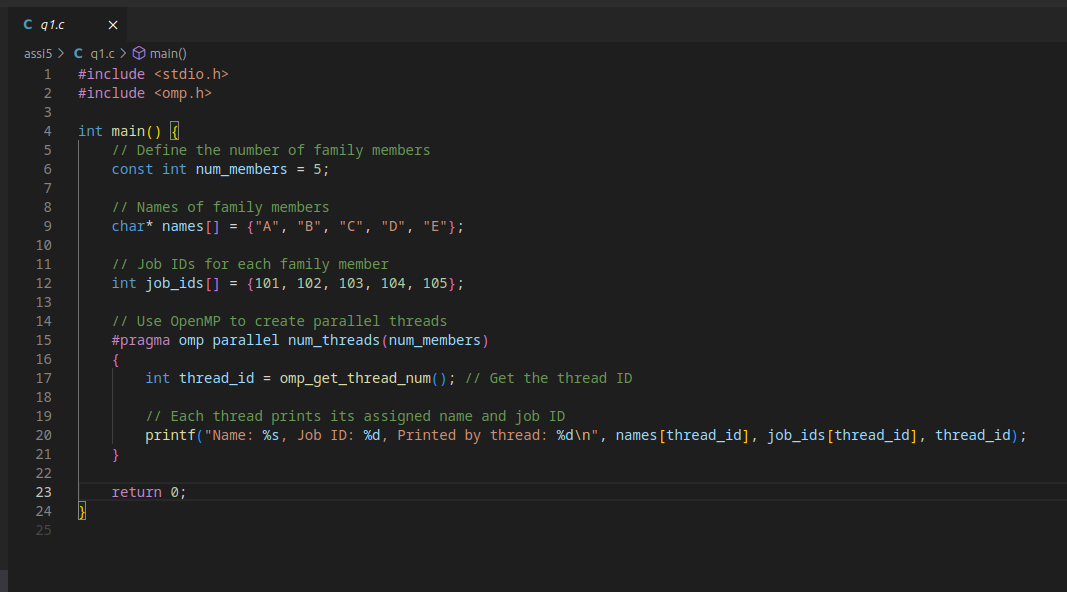 C q1.c ×
assi5 > C q1.c > main()
1 #include <stdio.h>
2 #include <omp.h>
3
4 int main() {
5     // Define the number of family members
6     const int num_members = 5;
7
8     // Names of family members
9     char* names[] = {"A", "B", "C", "D", "E"};
10
11     // Job IDs for each family member
12     int job_ids[] = {101, 102, 103, 104, 105};
13
14     // Use OpenMP to create parallel threads
15     #pragma omp parallel num_threads(num_members)
16     {
17         int thread_id = omp_get_thread_num(); // Get the thread ID
18
19         // Each thread prints its assigned name and job ID
20         printf("Name: %s, Job ID: %d, Printed by thread: %d\n", names[thread_id], job_ids[thread_id], thread_id);
21     }
22
23     return 0;
24 }
25